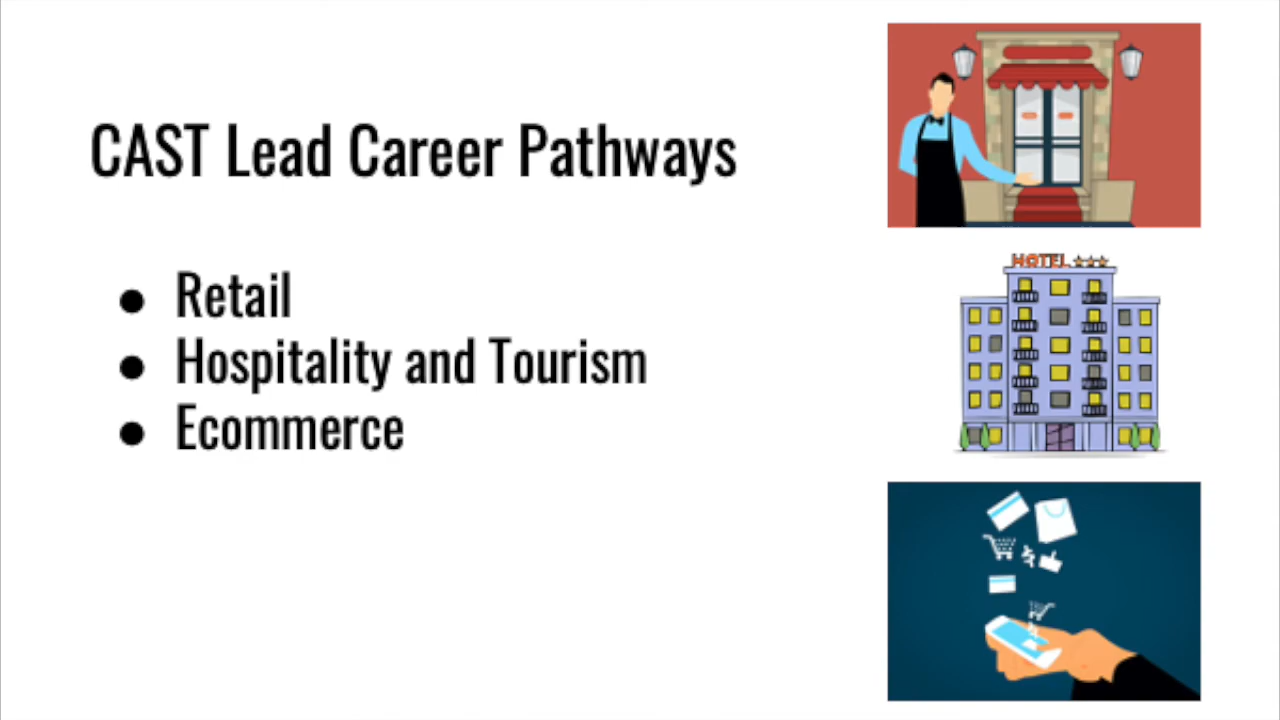 CAST Lead Career Pathways
● Retail
● Hospitality and Tourism
● Ecommerce
HOTEL